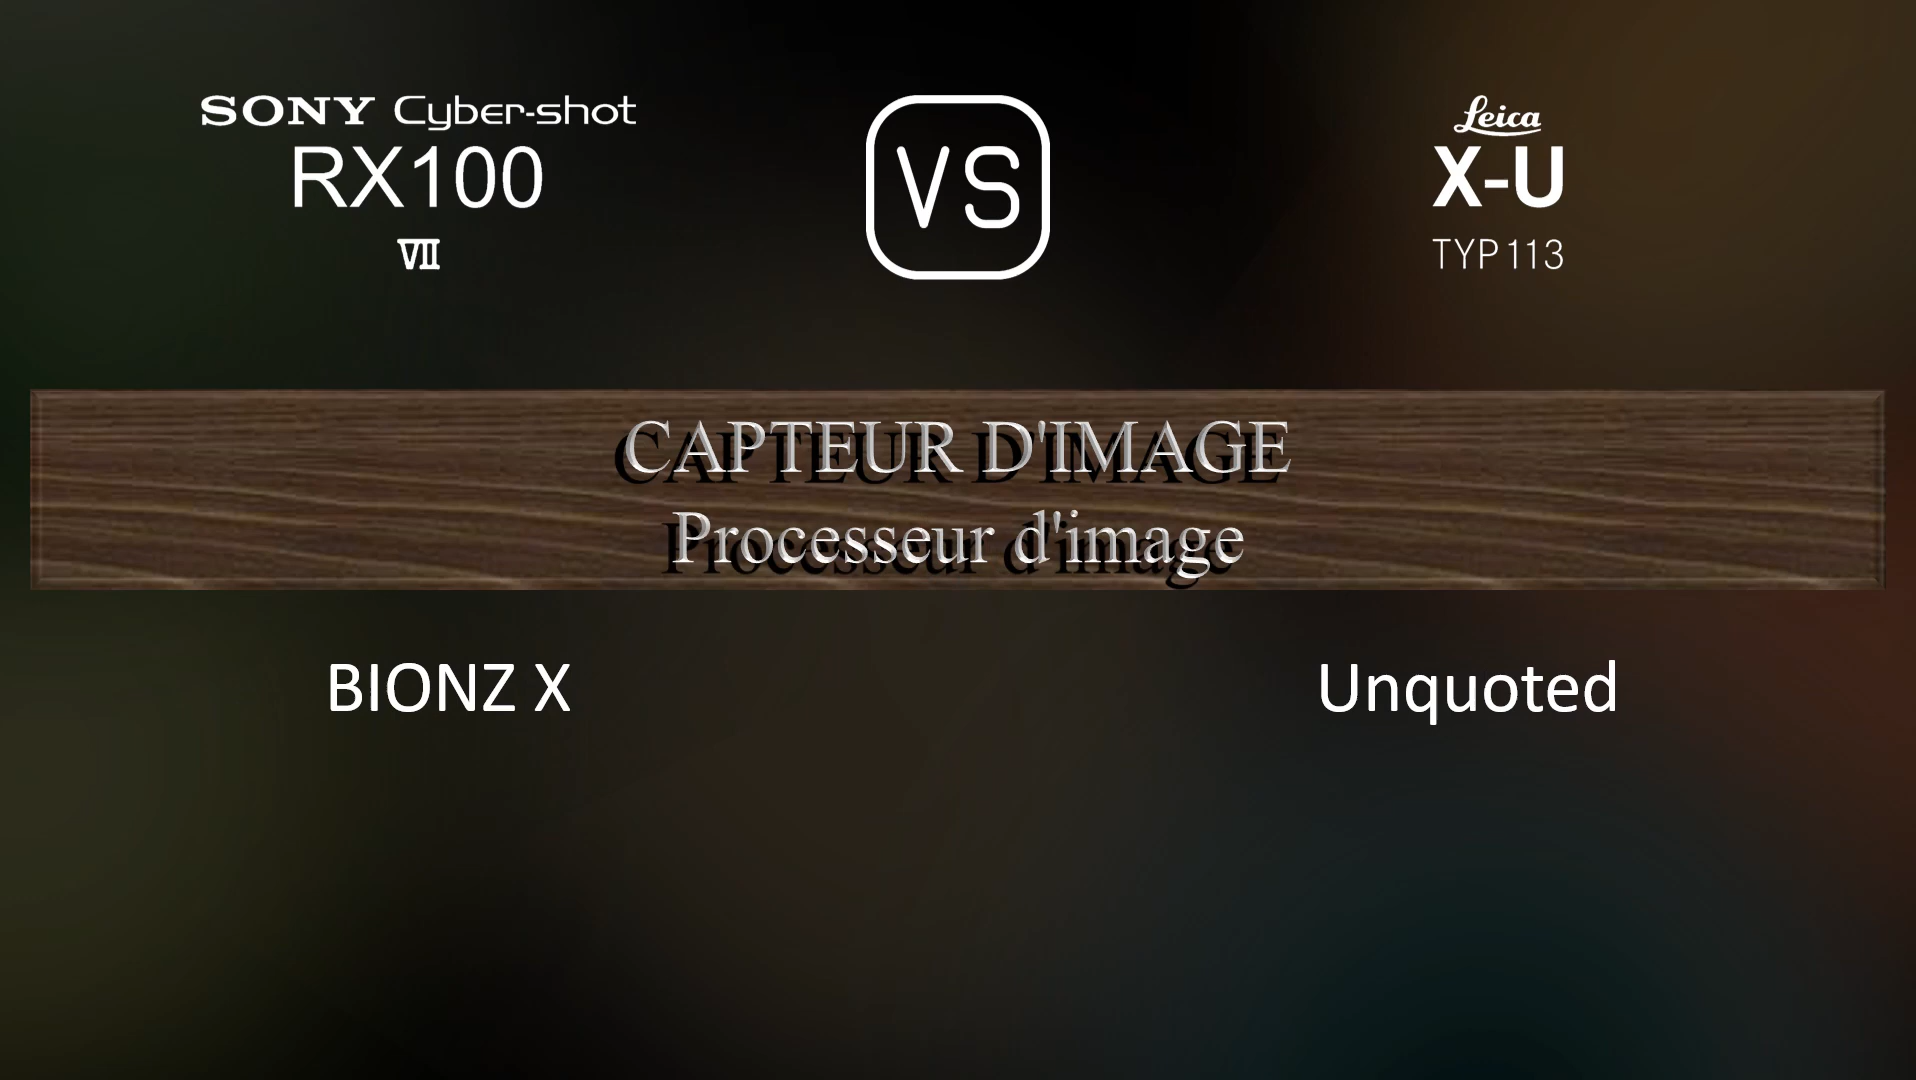 SONY Cyber-shot
RX100
VII
VS
Leica
X-U
TYP 113
CAPTEUR D'IMAGE
Processeur d'image
BIONZ X
Unquoted